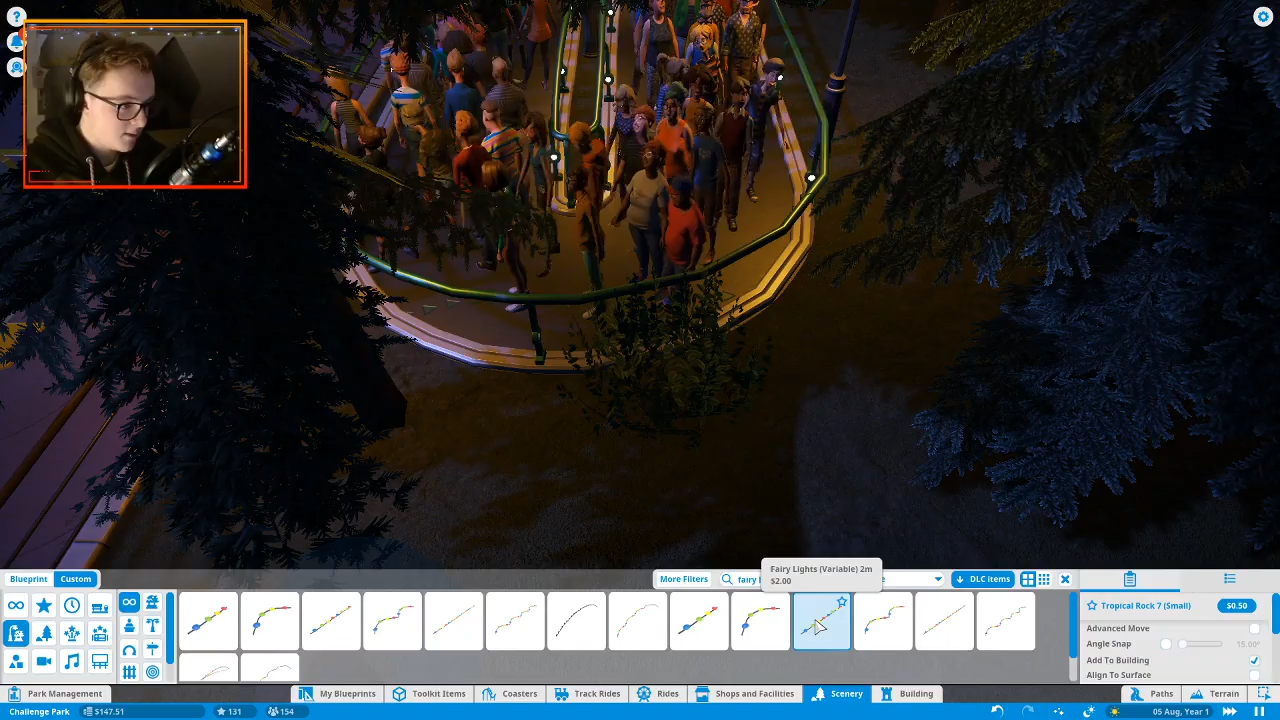 ?
Fairy Lights (Variable) 2m
$2.00
Blueprint
Custom
More Filters
fairy
DLC items
Tropical Rock 7 (Small)
$0.50
Advanced Move
Angle Snap
15.00°
Add To Building
Align To Surface
Park Management
My Blueprints
Toolkit Items
Coasters
Track Rides
Rides
Shops and Facilities
Scenery
Building
Paths
Terrain
Challenge Park
$147.51
131
154
05 Aug, Year 1